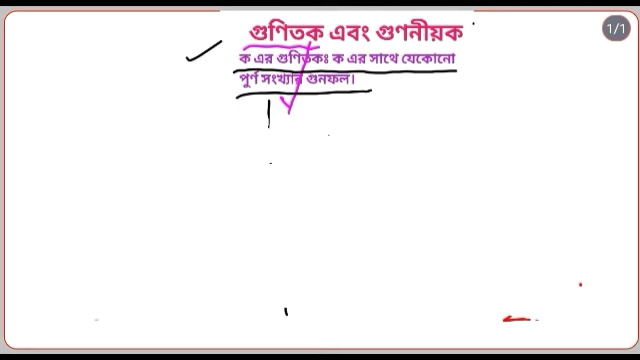 গুণিতক এবং গুণনীয়ক
1/1
ক এর গুণিতকঃ ক এর সাথে যেকোনো
পুর্ণ সংখ্যার গুনফল।